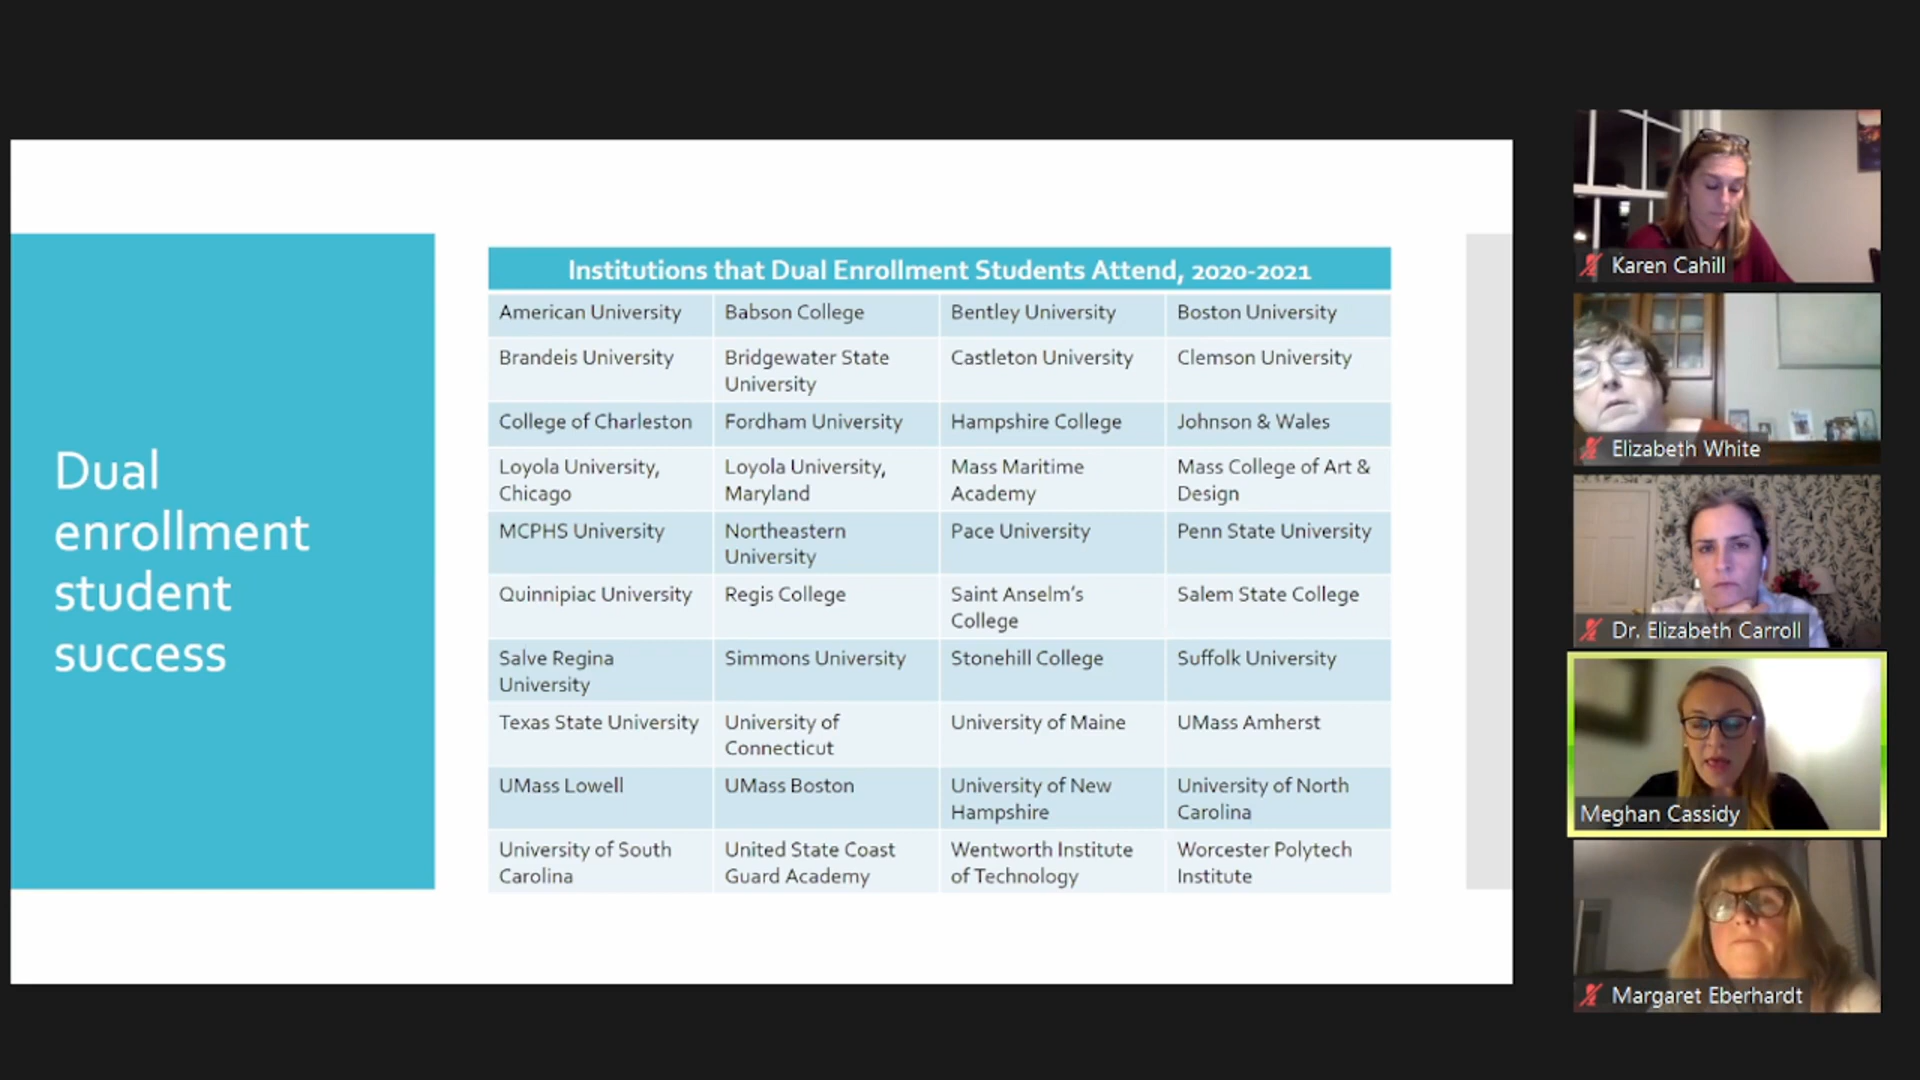 Dual
enrollment
student
success
Institutions that Dual Enrollment Students Attend, 2020-2021
American University
Babson College
Bentley University
Boston University
Brandeis University
Bridgewater State
University
Castleton University
Clemson University
College of Charleston
Fordham University
Hampshire College
Johnson & Wales
Loyola University,
Chicago
Loyola University,
Maryland
Mass Maritime
Academy
Mass College of Art &
Design
MCPHS University
Northeastern
University
Pace University
Penn State University
Quinnipiac University
Regis College
Saint Anselm's
College
Salem State College
Salve Regina
University
Simmons University
Stonehill College
Suffolk University
Texas State University
University of
Connecticut
University of Maine
UMass Amherst
UMass Lowell
UMass Boston
University of New
Hampshire
University of North
Carolina
University of South
Carolina
United State Coast
Guard Academy
Wentworth Institute
of Technology
Worcester Polytech
Institute
Karen Cahill
Elizabeth White
Dr. Elizabeth Carroll
Meghan Cassidy
Margaret Eberhardt